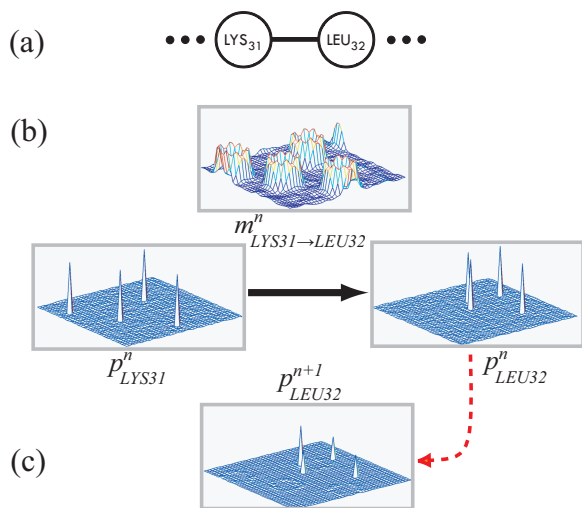 (a) ••• LYS31 LEU32 •••
(b)
m^n_LYS31→LEU32
p^n_LYS31
p^n_LEU32
p^{n+1}_LEU32
(c)